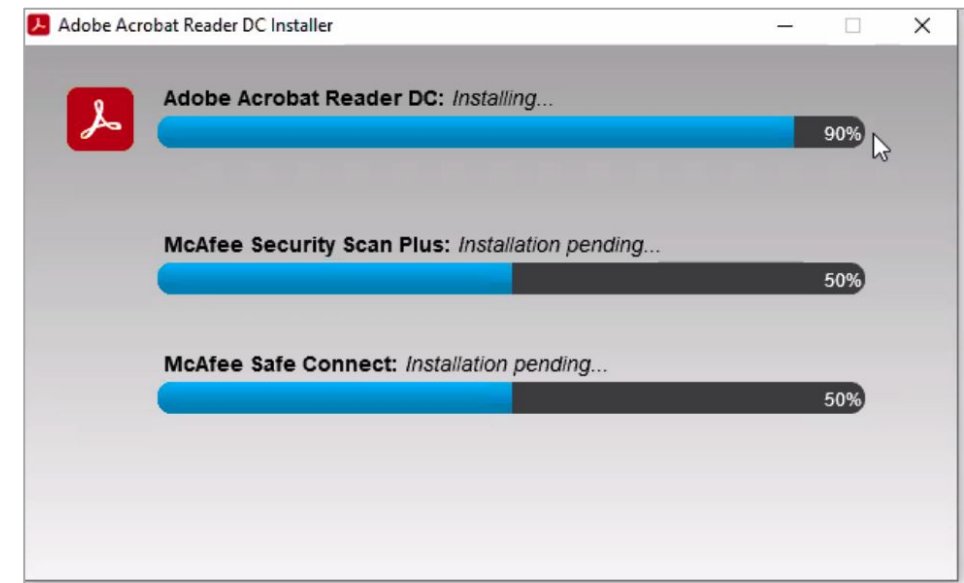 Adobe Acrobat Reader DC Installer
Adobe Acrobat Reader DC: Installing...
90%
McAfee Security Scan Plus: Installation pending...
50%
McAfee Safe Connect: Installation pending...
50%